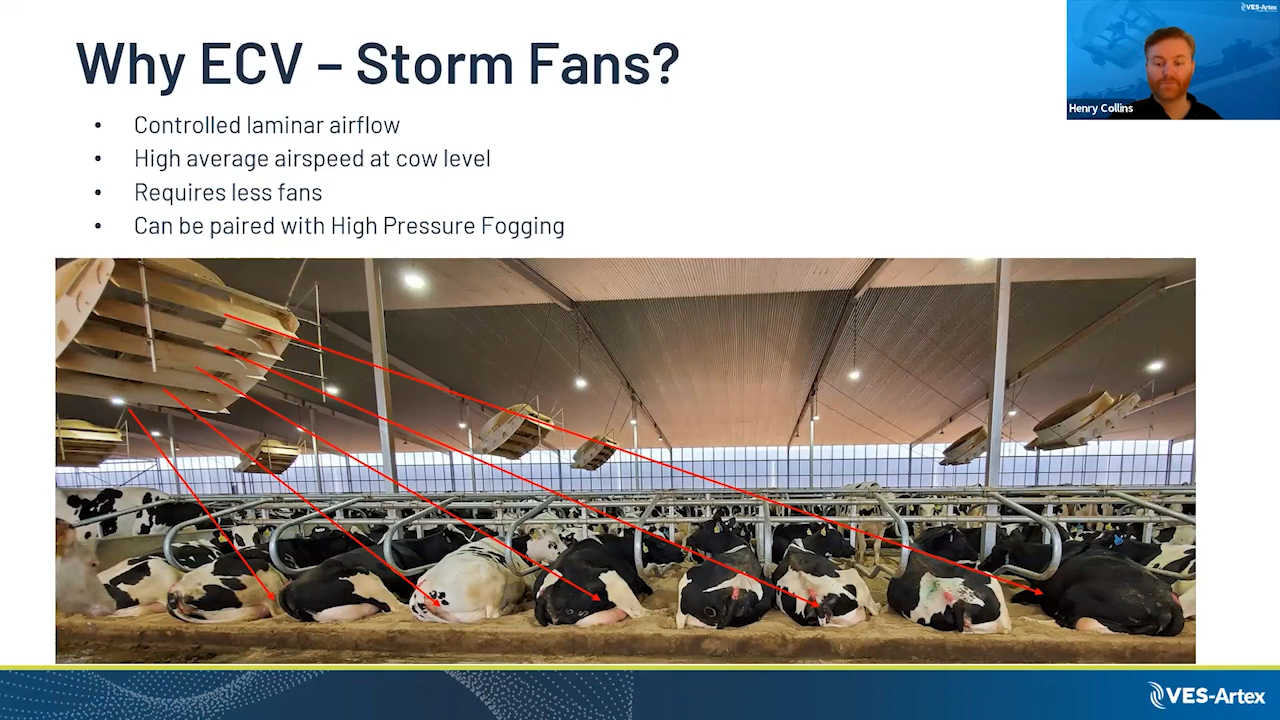 Why ECV – Storm Fans?
• Controlled laminar airflow
• High average airspeed at cow level
• Requires less fans
• Can be paired with High Pressure Fogging
VES-Artex
Henry Collins
VES-Artex